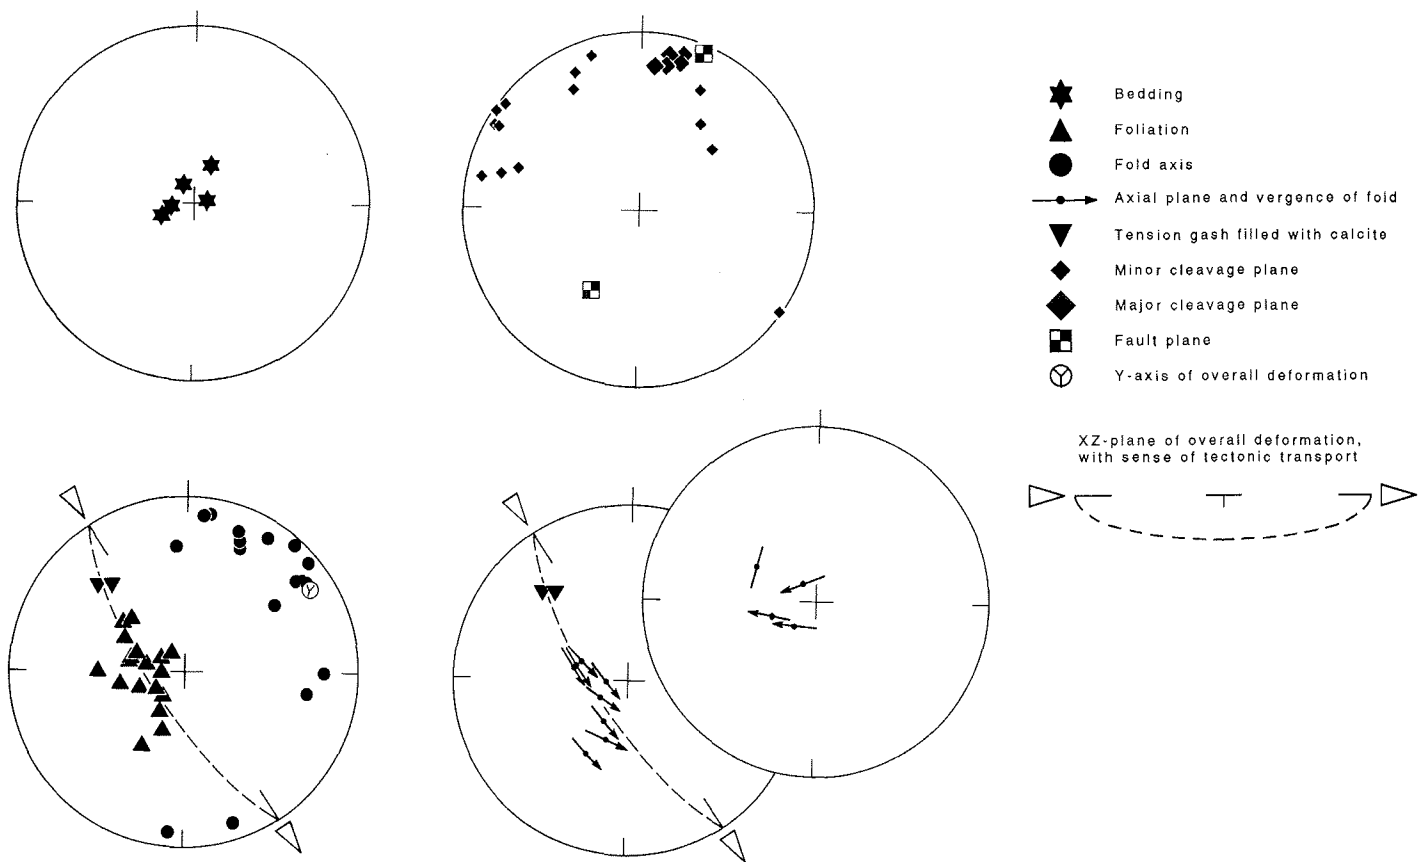 Bedding
Foliation
Fold axis
Axial plane and vergence of fold
Tension gash filled with calcite
Minor cleavage plane
Major cleavage plane
Fault plane
Y-axis of overall deformation
XZ-plane of overall deformation,
with sense of tectonic transport
Y
Y